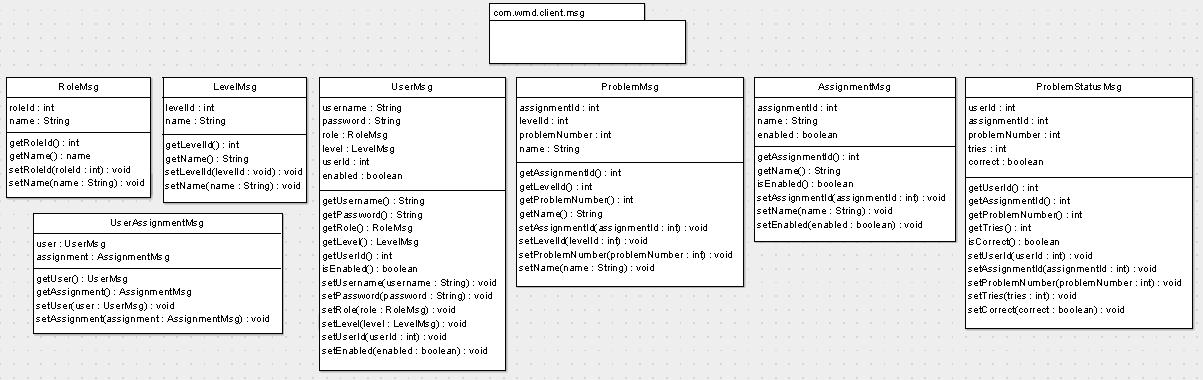 com.wmd.client.msg
RoleMsg
roleId : int
name : String
getRoleId() : int
getName() : name
setRoleId(roleId : int) : void
setName(name : String) : void
LevelMsg
levelId : int
name : String
getLevelId() : int
getName() : String
setLevelId(levelId : void) : void
setName(name : String) : void
UserMsg
username : String
password : String
role : RoleMsg
level : LevelMsg
userId : int
enabled : boolean
getUsername() : String
getPassword() : String
getRole() : RoleMsg
getLevel() : LevelMsg
getUserId() : int
isEnabled() : boolean
setUsername(username : String) : void
setPassword(password : String) : void
setRole(role : RoleMsg) : void
setLevel(level : LevelMsg) : void
setUserId(userId : int) : void
setEnabled(enabled : boolean) : void
ProblemMsg
assignmentId : int
levelId : int
problemNumber : int
name : String
getAssignmentId() : int
getLevelId() : int
getProblemNumber() : int
getName() : String
setAssignmentId(assignmentId : int) : void
setLevelId(levelId : int) : void
setProblemNumber(problemNumber : int) : void
setName(name : String) : void
AssignmentMsg
assignmentId : int
name : String
enabled : boolean
getAssignmentId() : int
getName() : String
isEnabled() : boolean
setAssignmentId(assignmentId : int) : void
setName(name : String) : void
setEnabled(enabled : boolean) : void
ProblemStatusMsg
userId : int
assignmentId : int
problemNumber : int
tries : int
correct : boolean
getUserId() : int
getAssignmentId() : int
getProblemNumber() : int
getTries() : int
isCorrect() : boolean
setUserId(userId : int) : void
setAssignmentId(assignmentId : int) : void
setProblemNumber(problemNumber : int) : void
setTries(tries : int) : void
setCorrect(correct : boolean) : void
UserAssignmentMsg
user : UserMsg
assignment : AssignmentMsg
getUser() : UserMsg
getAssignment() : AssignmentMsg
setUser(user : UserMsg) : void
setAssignment(assignment : AssignmentMsg) : void